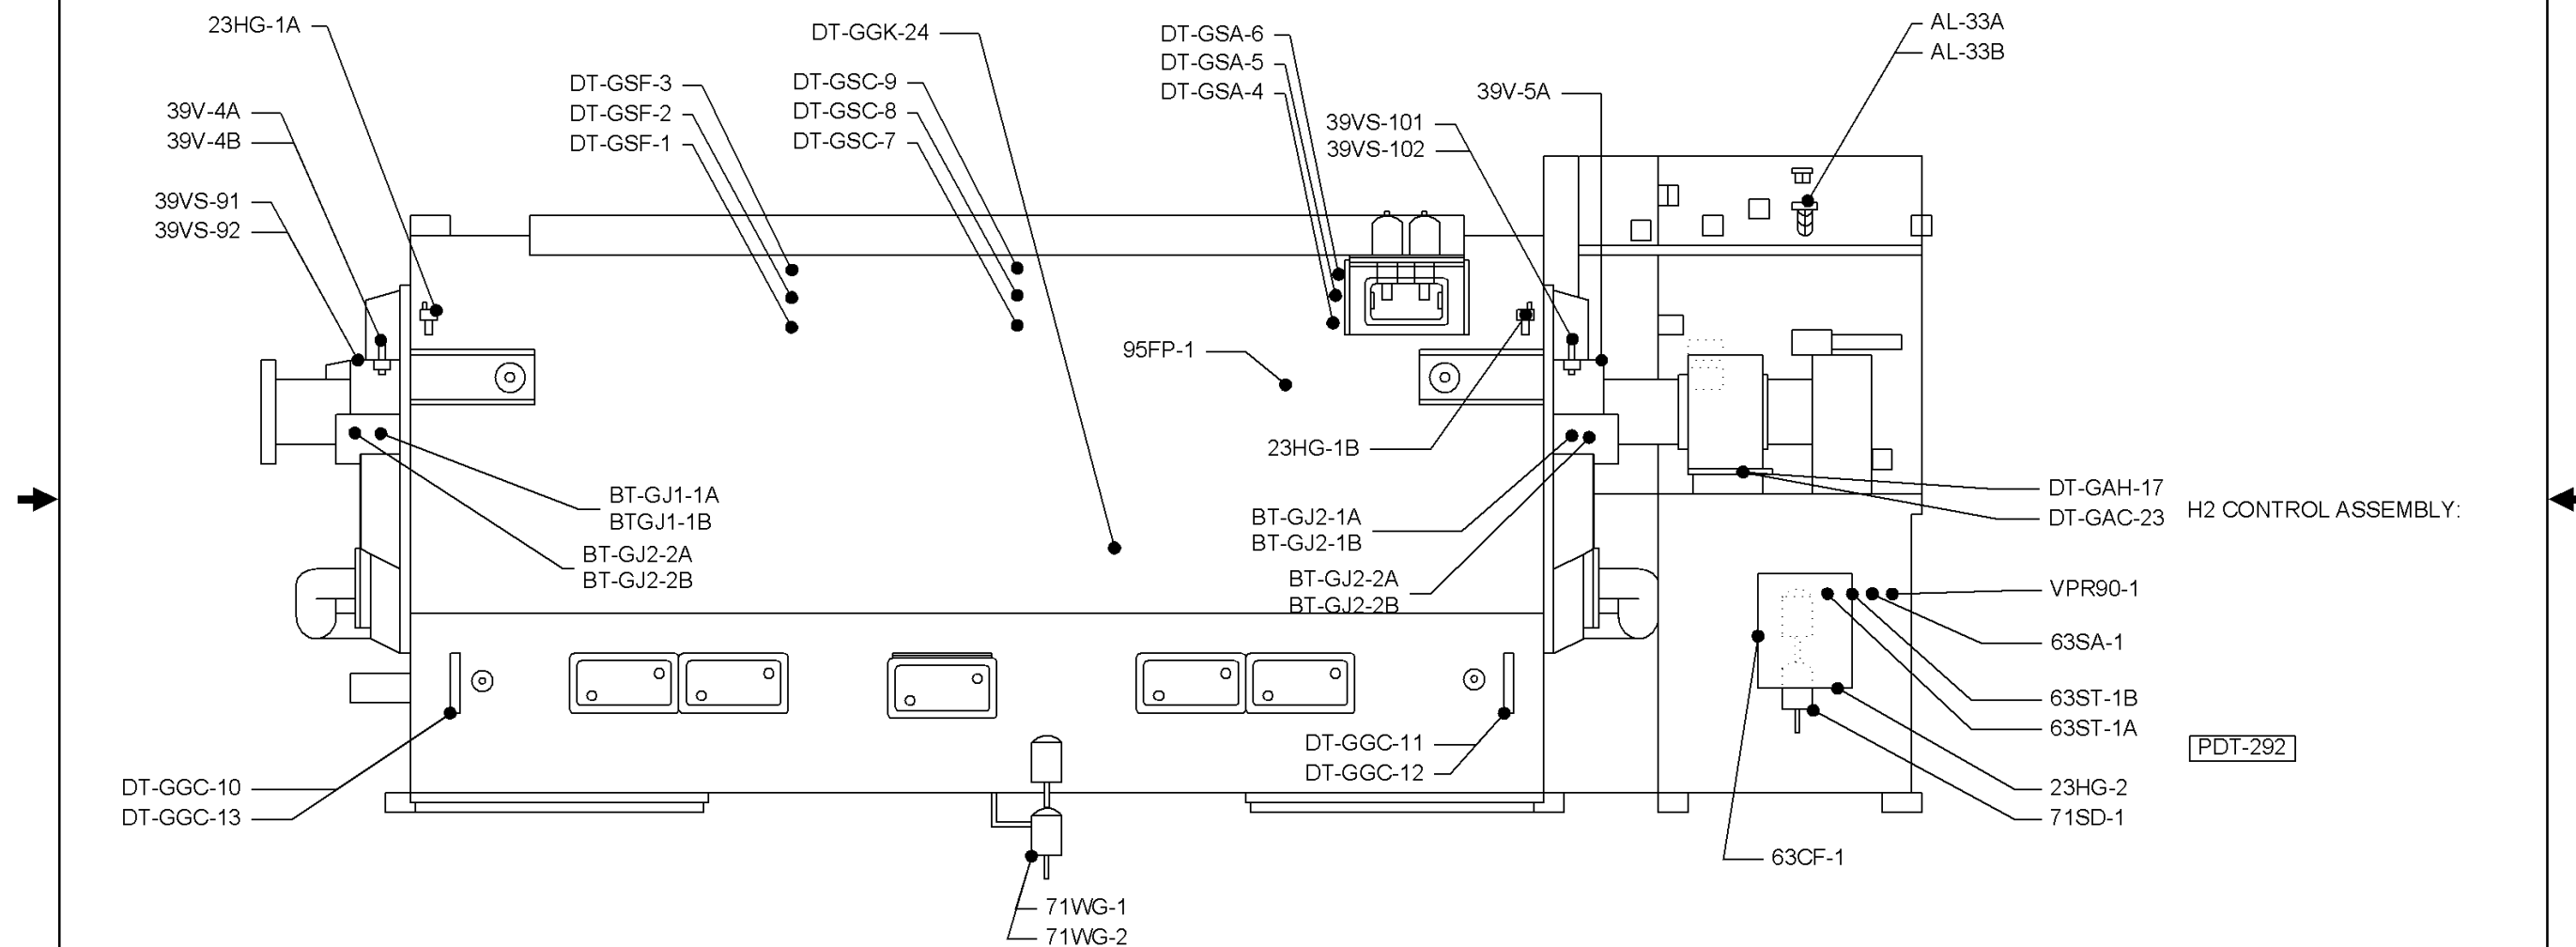 23HG-1A
39V-4A
39V-4B
39VS-91
39VS-92
DT-GSF-3
DT-GSF-2
DT-GSF-1
DT-GGK-24
DT-GSC-9
DT-GSC-8
DT-GSC-7
DT-GSA-6
DT-GSA-5
DT-GSA-4
39VS-101
39VS-102
39V-5A
AL-33A
AL-33B
95FP-1
23HG-1B
BT-GJ1-1A
BTGJ1-1B
BT-GJ2-2A
BT-GJ2-2B
BT-GJ2-1A
BT-GJ2-1B
BT-GJ2-2A
BT-GJ2-2B
DT-GAH-17
DT-GAC-23
H2 CONTROL ASSEMBLY:
VPR90-1
63SA-1
63ST-1B
63ST-1A
PDT-292
23HG-2
71SD-1
63CF-1
DT-GGC-11
DT-GGC-12
DT-GGC-10
DT-GGC-13
71WG-1
71WG-2